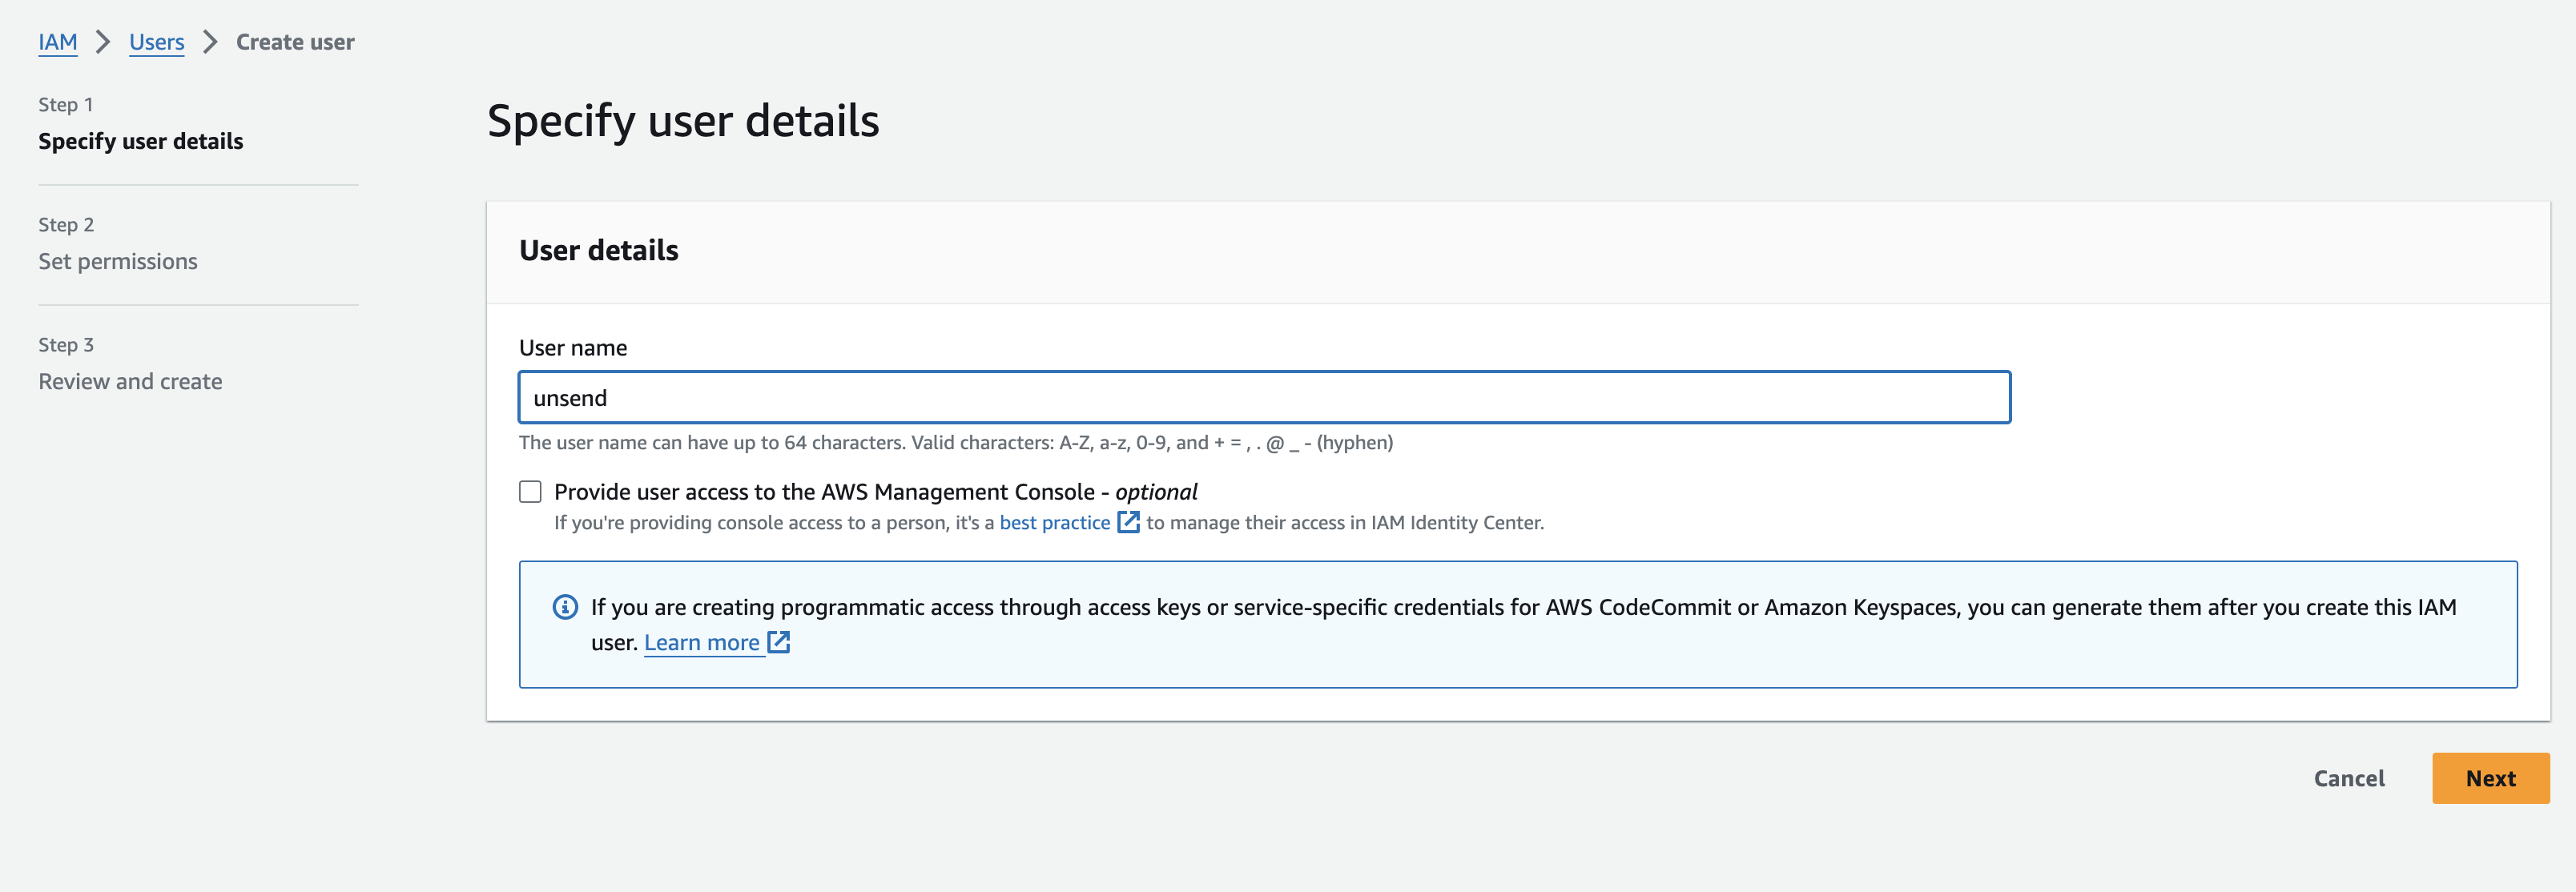 IAM > Users > Create user
Step 1
Specify user details
Step 2
Set permissions
Step 3
Review and create
Specify user details
User details
User name
unsend
The user name can have up to 64 characters. Valid characters: A-Z, a-z, 0-9, and + = , . @ _ - (hyphen)
Provide user access to the AWS Management Console - optional
If you're providing console access to a person, it's a best practice to manage their access in IAM Identity Center.
If you are creating programmatic access through access keys or service-specific credentials for AWS CodeCommit or Amazon Keyspaces, you can generate them after you create this IAM
user. Learn more
Cancel
Next